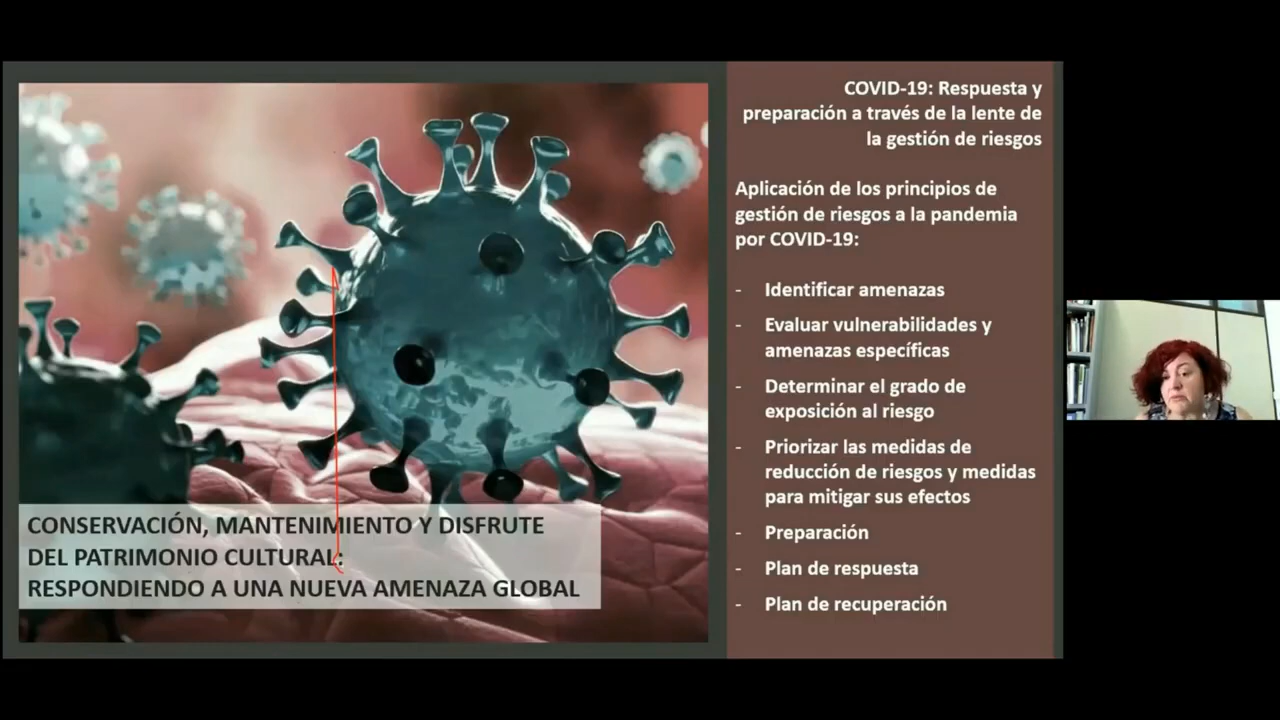 CONSERVACIÓN, MANTENIMIENTO Y DISFRUTE
DEL PATRIMONIO CULTURAL:
RESPONDIENDO A UNA NUEVA AMENAZA GLOBAL
COVID-19: Respuesta y
preparación a través de la lente de
la gestión de riesgos
Aplicación de los principios de
gestión de riesgos a la pandemia
por COVID-19:
- Identificar amenazas
- Evaluar vulnerabilidades y
amenazas específicas
- Determinar el grado de
exposición al riesgo
- Priorizar las medidas de
reducción de riesgos y medidas
para mitigar sus efectos
- Preparación
- Plan de respuesta
- Plan de recuperación